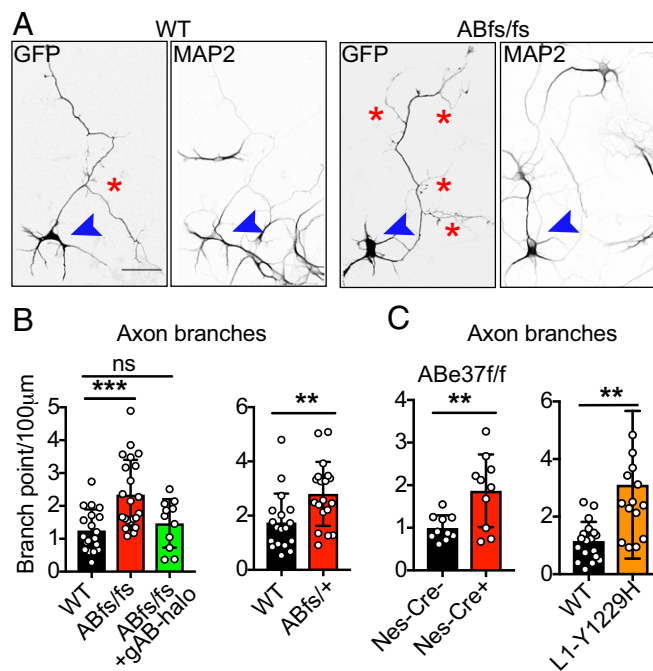 A
WT
ABfs/fs
GFP
MAP2
GFP
MAP2
*
*
*
*
*
B
Axon branches
C
Axon branches
ns
***
**
ABe37f/f
**
**
Branch point/100μm
5
4
3
2
1
0
WT
ABfs/fs
ABfs/fs
+gAB-halo
6
4
2
0
WT
ABfs/+
4
3
2
1
0
Nes-Cre-
Nes-Cre+
6
4
2
0
WT
L1-Y1229H